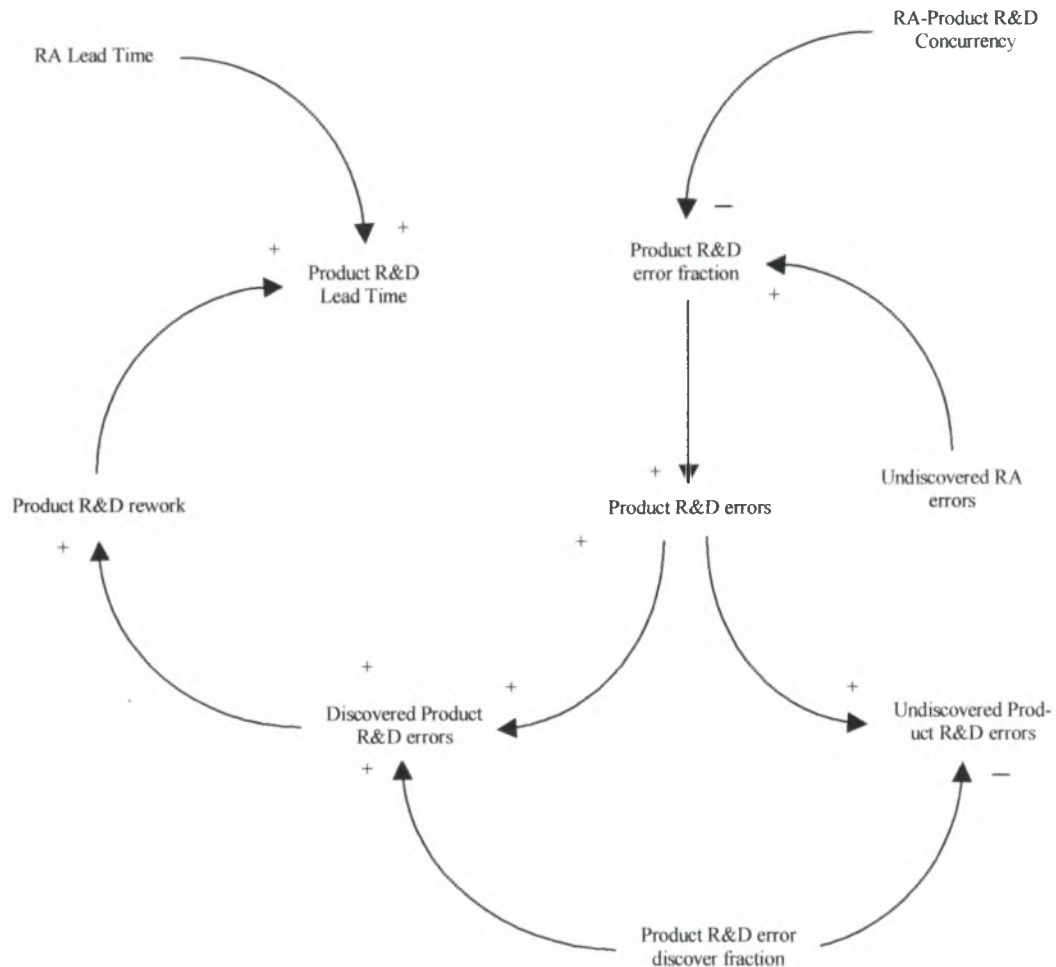 RA-Product R&D
Concurrency
RA Lead Time
—
+
+
Product R&D
error fraction
Product R&D
Lead Time
+
+
Undiscovered RA
errors
Product R&D rework
Product R&D errors
+
+
+
+
+
Discovered Product
R&D errors
Undiscovered Prod-
uct R&D errors
+
—
Product R&D error
discover fraction